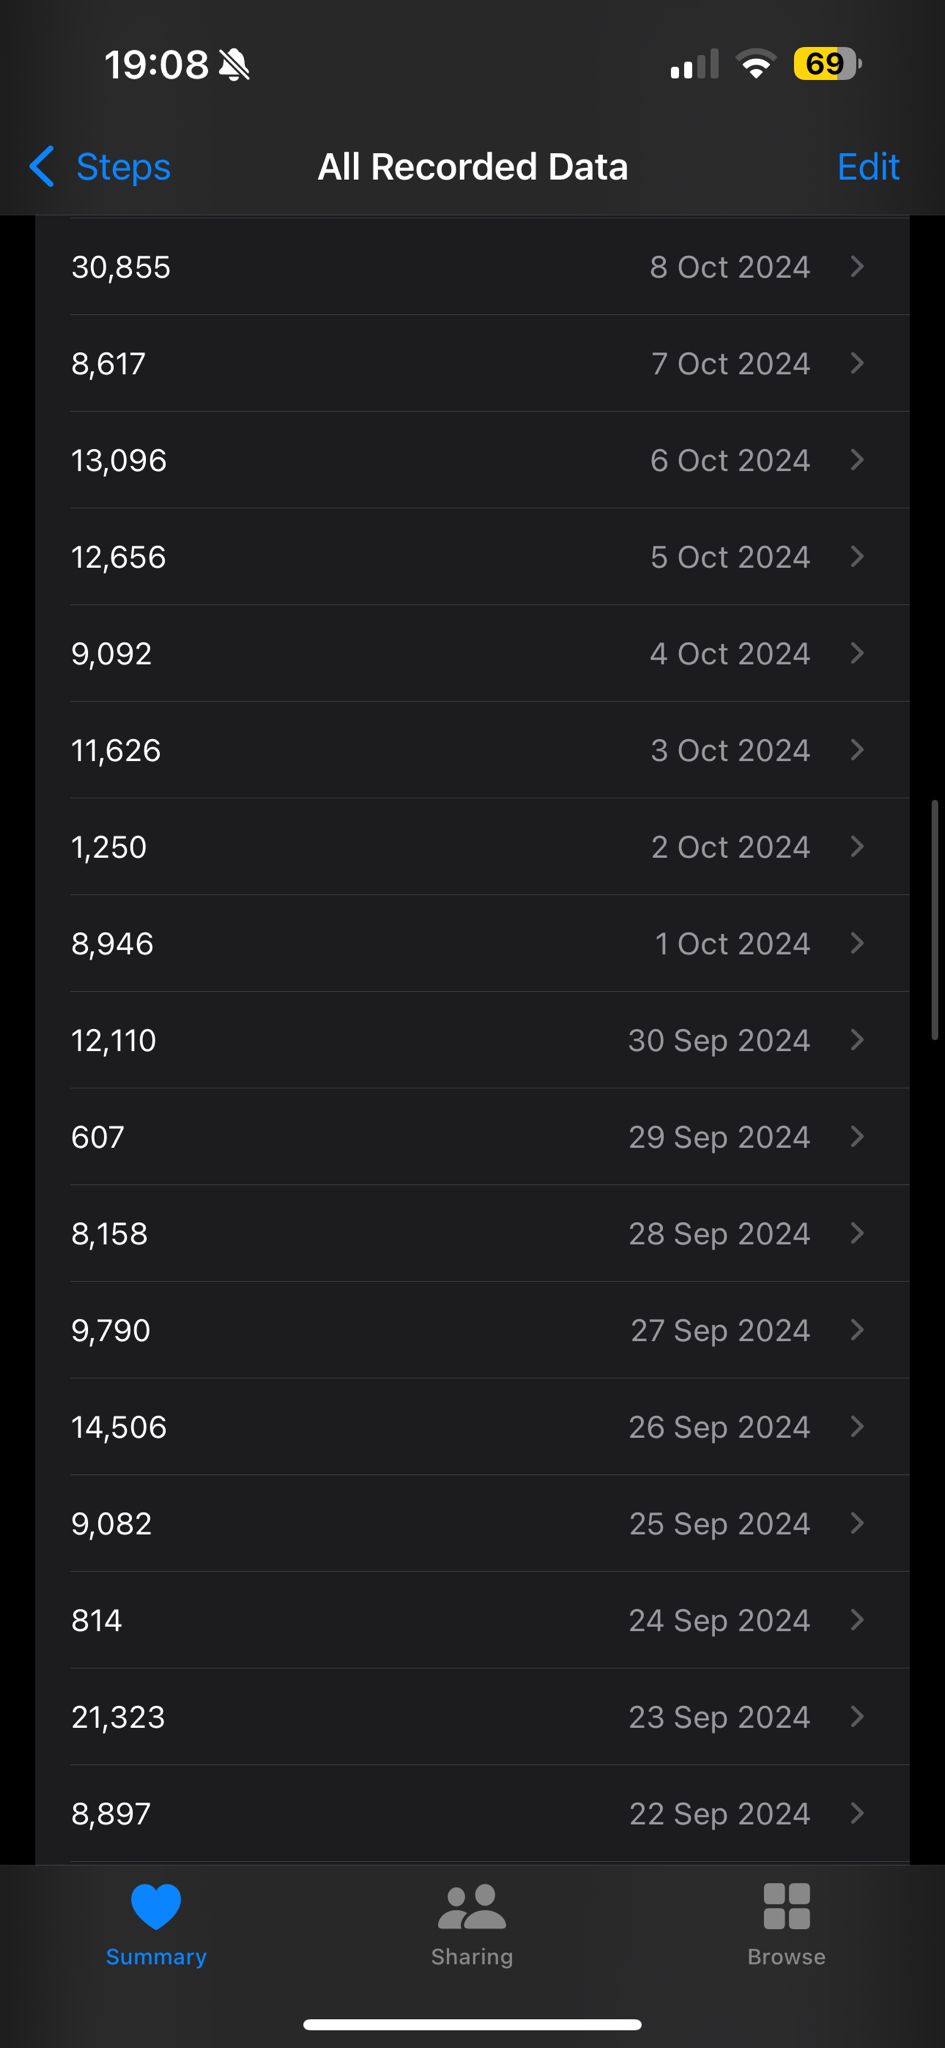 19:08
69
Steps
All Recorded Data
Edit
30,855 8 Oct 2024
8,617 7 Oct 2024
13,096 6 Oct 2024
12,656 5 Oct 2024
9,092 4 Oct 2024
11,626 3 Oct 2024
1,250 2 Oct 2024
8,946 1 Oct 2024
12,110 30 Sep 2024
607 29 Sep 2024
8,158 28 Sep 2024
9,790 27 Sep 2024
14,506 26 Sep 2024
9,082 25 Sep 2024
814 24 Sep 2024
21,323 23 Sep 2024
8,897 22 Sep 2024
Summary
Sharing
Browse